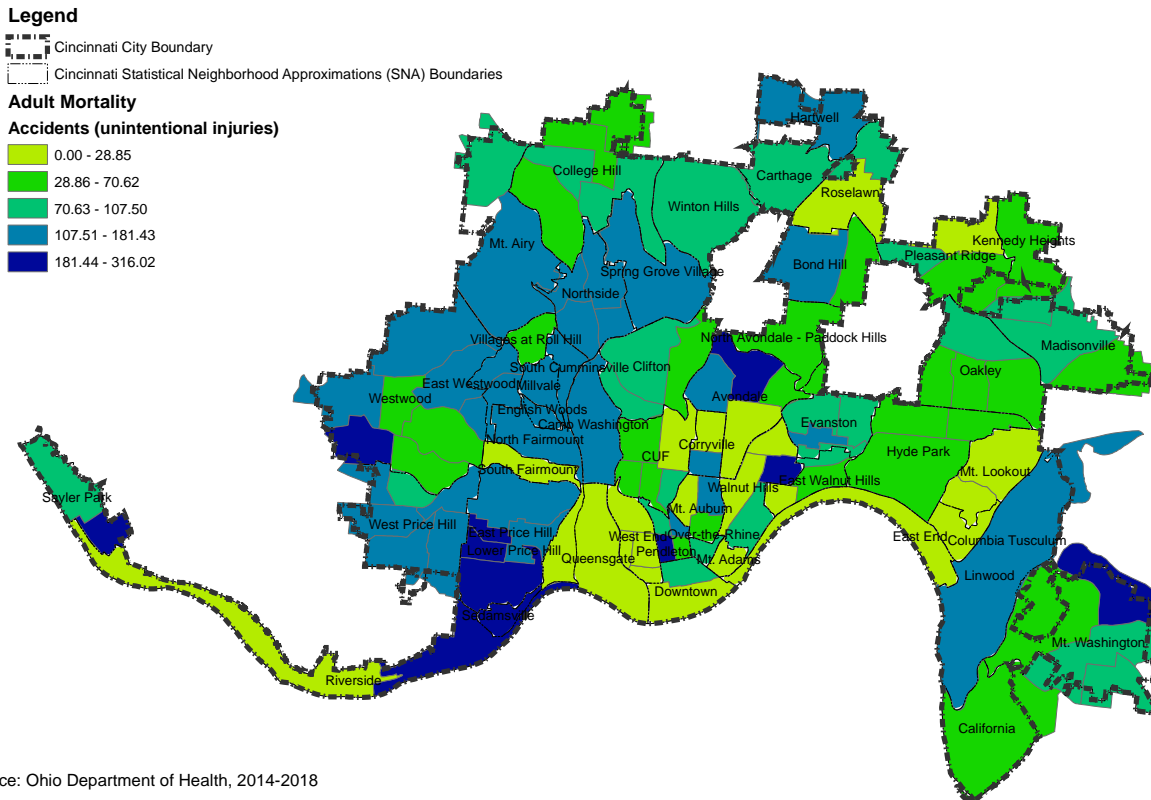 Legend
Cincinnati City Boundary
Cincinnati Statistical Neighborhood Approximations (SNA) Boundaries
Adult Mortality
Accidents (unintentional injuries)
0.00 - 28.85
28.86 - 70.62
70.63 - 107.50
107.51 - 181.43
181.44 - 316.02
Hartwell
College Hill
Carthage
Roselawn
Winton Hills
Mt. Airy
Kennedy Heights
Pleasant Ridge
Bond Hill
Spring Grove Village
Northside
Villages at Roll Hill
North Avondale - Paddock Hills
Madisonville
South Cumminsville
Clifton
Oakley
East Westwood
Millvale
Westwood
Avondale
English Woods
Camp Washington
Evanston
North Fairmount
Corryville
Hyde Park
CUF
South Fairmount
Mt. Lookout
East Walnut Hills
Walnut Hills
Sayler Park
Mt. Auburn
West Price Hill
East Price Hill
West End
Over-the-Rhine
East End
Columbia Tusculum
Lower Price Hill
Pendleton
Queensgate
Mt. Adams
Linwood
Downtown
Mt. Washington
Riverside
California
ce: Ohio Department of Health, 2014-2018